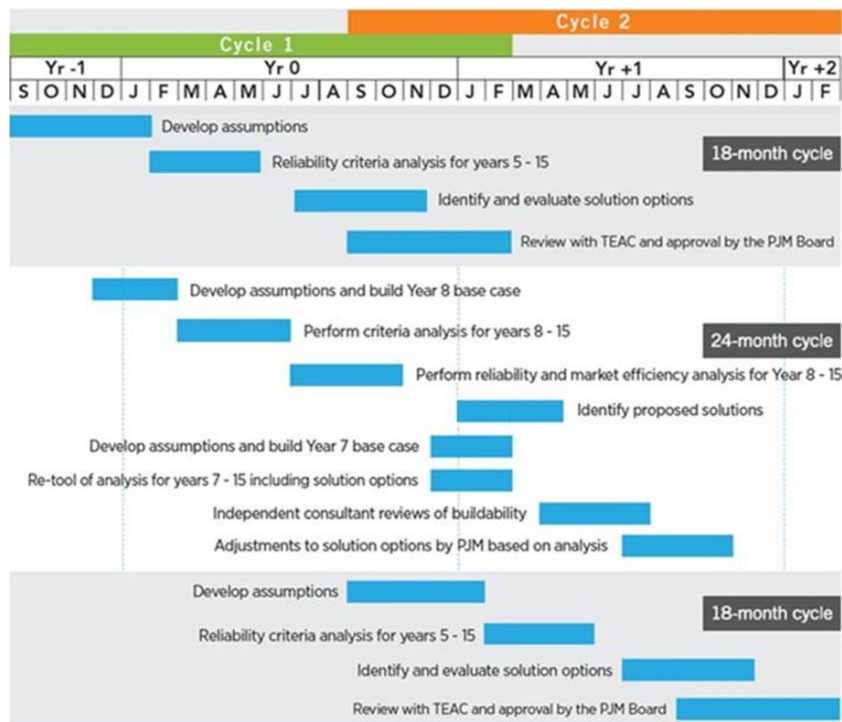 Cycle 2
Cycle 1
Yr -1 Yr 0 Yr +1 Yr +2
S O N D J F M A M J J A S O N D J F M A M J J A S O N D J F
Develop assumptions
18-month cycle
Reliability criteria analysis for years 5 - 15
Identify and evaluate solution options
Review with TEAC and approval by the PJM Board
Develop assumptions and build Year 8 base case
Perform criteria analysis for years 8 - 15
24-month cycle
Perform reliability and market efficiency analysis for Year 8 - 15
Identify proposed solutions
Develop assumptions and build Year 7 base case
Re-tool of analysis for years 7 - 15 including solution options
Independent consultant reviews of buildability
Adjustments to solution options by PJM based on analysis
Develop assumptions
18-month cycle
Reliability criteria analysis for years 5 - 15
Identify and evaluate solution options
Review with TEAC and approval by the PJM Board